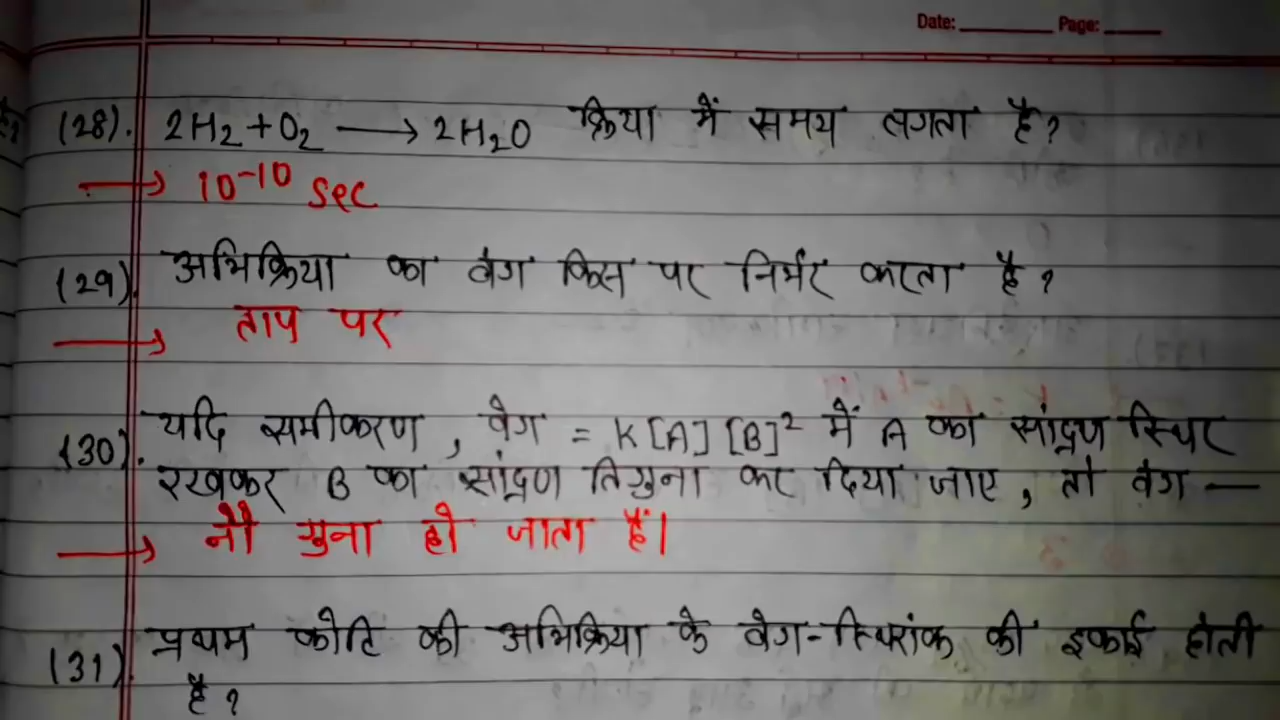 Date: Page:
(28). 2H₂+O₂ ⟶ 2H₂O क्रिया में समय लगता है?
→ 10⁻¹⁰ sec
(29). अभिक्रिया का वेग किस पर निर्भर करता है?
→ ताप पर
(30). यदि समीकरण, वेग = K[A][B]² में A का सांद्रण स्थिर
रखकर B का सांद्रण तिगुना कर दिया जाए, तो वेग —
→ नौ गुना हो जाता हैं।
(31) प्रथम कोटि की अभिक्रिया के वेग-स्थिरांक की इकाई होती
है?